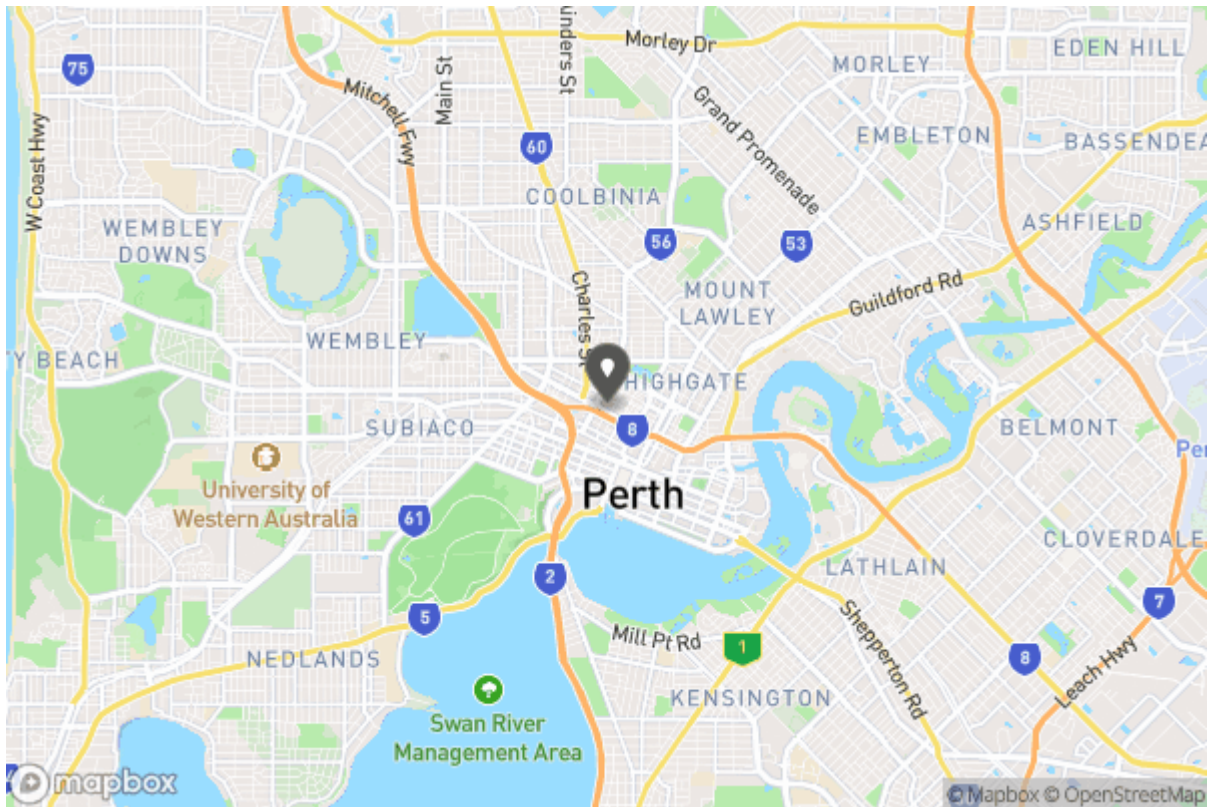 Morley Dr
EDEN HILL
75
MORLEY
Main St
Mitchell Fwy
Grand Promenade
EMBLETON
60
BASSENDEA
W Coast Hwy
COOLBINIA
WEMBLEY
DOWNS
56
53
ASHFIELD
MOUNT
LAWLEY
Guildford Rd
Charles St
WEMBLEY
TY BEACH
HIGHGATE
SUBIACO
8
BELMONT
University of
Western Australia
Perth
61
CLOVERDALE
LATHLAIN
2
5
7
Mill Pt Rd
1
Shepperton Rd
NEDLANDS
8
Leach Hwy
KENSINGTON
Swan River
Management Area
mapbox
© Mapbox © OpenStreetMap